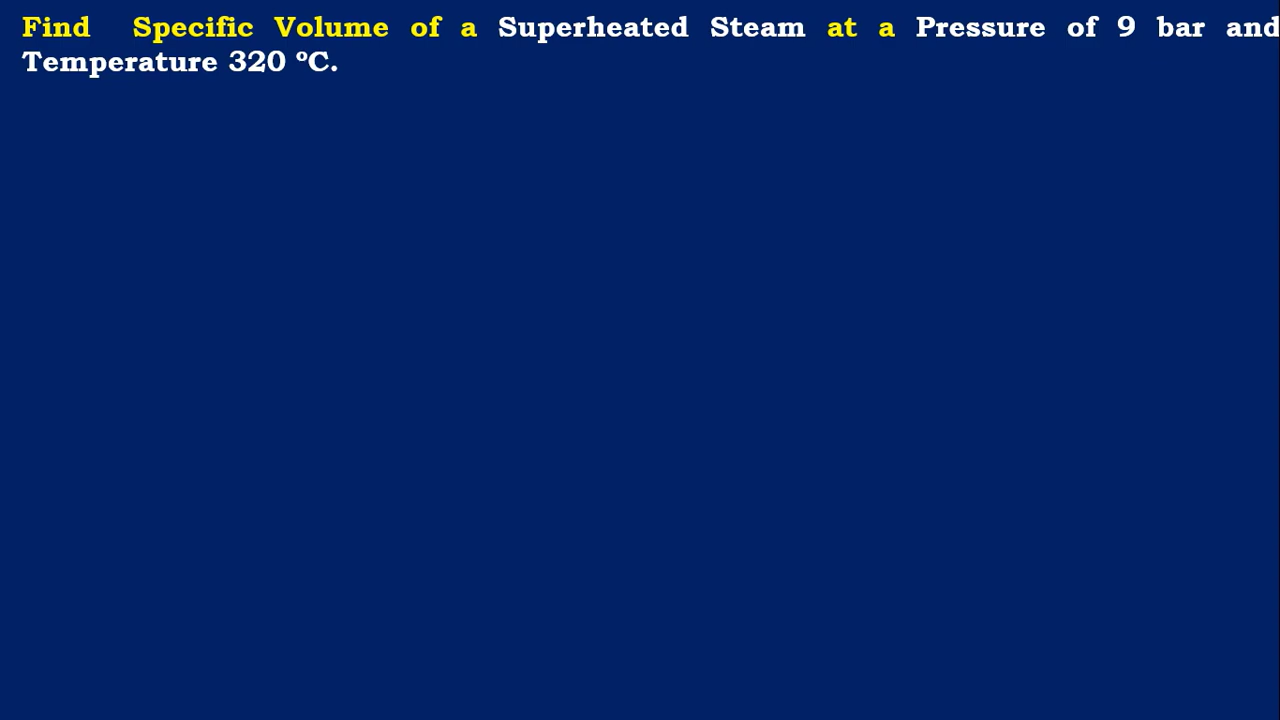 Find Specific Volume of a Superheated Steam at a Pressure of 9 bar and
Temperature 320 ºC.